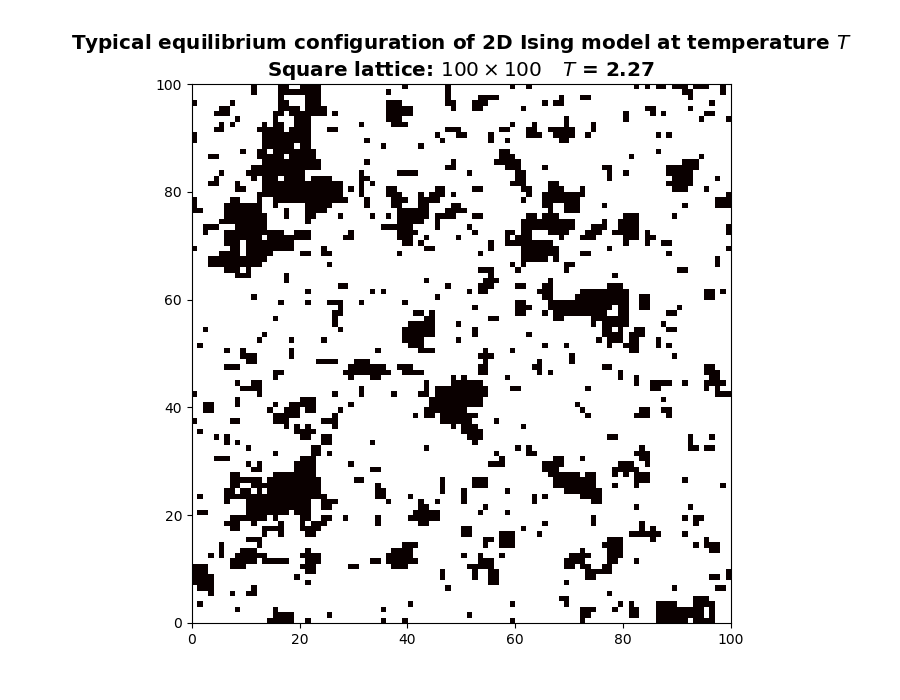 Typical equilibrium configuration of 2D Ising model at temperature T
Square lattice: 100 × 100 T = 2.27
100
80
60
40
20
0
0 20 40 60 80 100